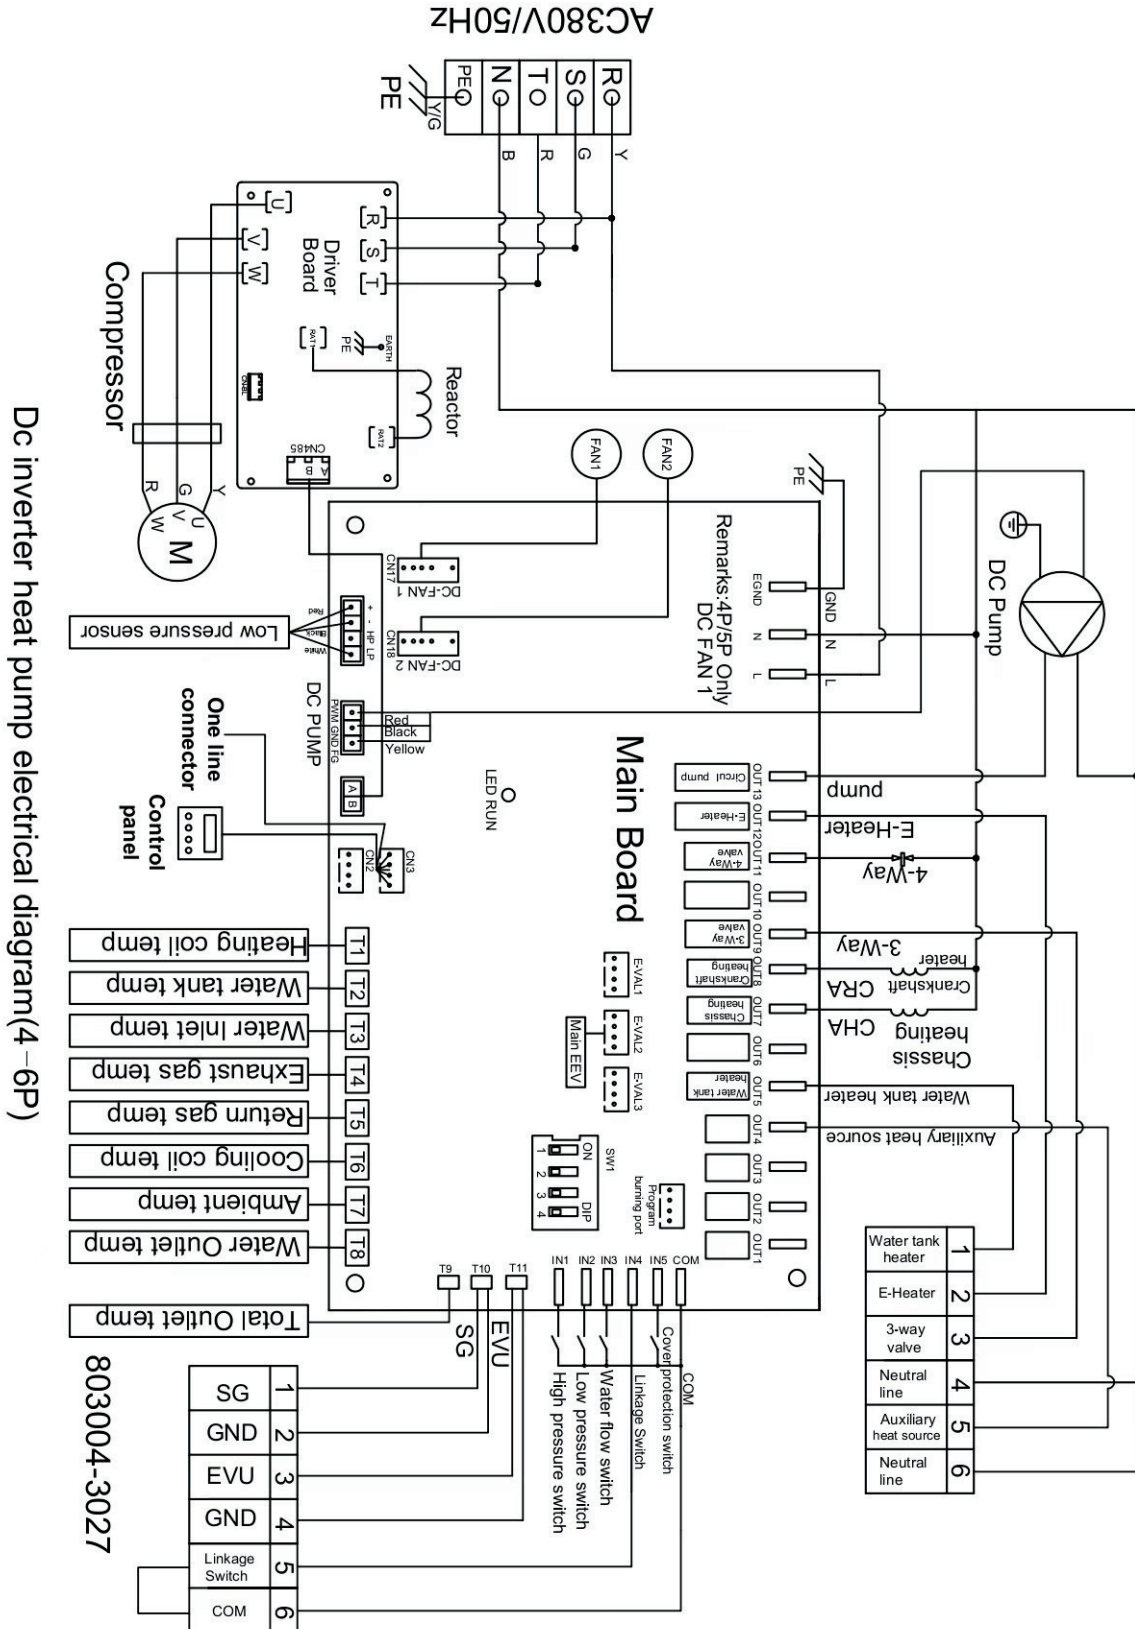 AC380V/50Hz
PE
Y/G
PE
N
T
S
R
B
R
G
Y
U
V
W
R
S
T
Driver
Board
RAT1
PE
EARTH
RAT2
CN-BL
CN485
B A
Reactor
Compressor
R
G
Y
W
V
U
M
FAN1
FAN2
PE
DC Pump
CN17
DC-FAN 1
CN18
DC-FAN 2
Remarks:4P/5P Only
DC FAN 1
EGND
N
L
GND
N
L
Low pressure sensor
Red
Black
White
+ - HP LP
DC PUMP
PWM GND FG
Red
Black
Yellow
A B
One line
connector
Control
panel
CN2
CN3
LED RUN
Main Board
OUT13
Circul pump
pump
OUT12
E-Heater
E-Heater
OUT11
4-Way
valve
4-Way
OUT10
OUT9
3-Way
valve
3-Way
OUT8
Crankshaft
heating
CRA
Crankshaft
heater
OUT7
Chassis
heating
CHA
Chassis
heating
OUT6
OUT5
Water tank
heater
Water tank heater
OUT4
Auxiliary heat source
OUT3
OUT2
OUT1
E-VAL1
E-VAL2
E-VAL3
Main EEV
SW1
ON
DIP
1
2
3
4
Program
burning port
T1
Heating coil temp
T2
Water tank temp
T3
Water Inlet temp
T4
Exhaust gas temp
T5
Return gas temp
T6
Cooling coil temp
T7
Ambient temp
T8
Water Outlet temp
Total Outlet temp
T9
T10
T11
SG
EVU
IN1
IN2
IN3
IN4
IN5
COM
High pressure switch
Low pressure switch
Water flow switch
Linkage Switch
Cover protection switch
COM
Water tank
heater
1
E-Heater
2
3-way
valve
3
Neutral
line
4
Auxiliary
heat source
5
Neutral
line
6
SG
1
GND
2
EVU
3
GND
4
Linkage
Switch
5
COM
6
803004-3027
Dc inverter heat pump electrical diagram(4-6P)